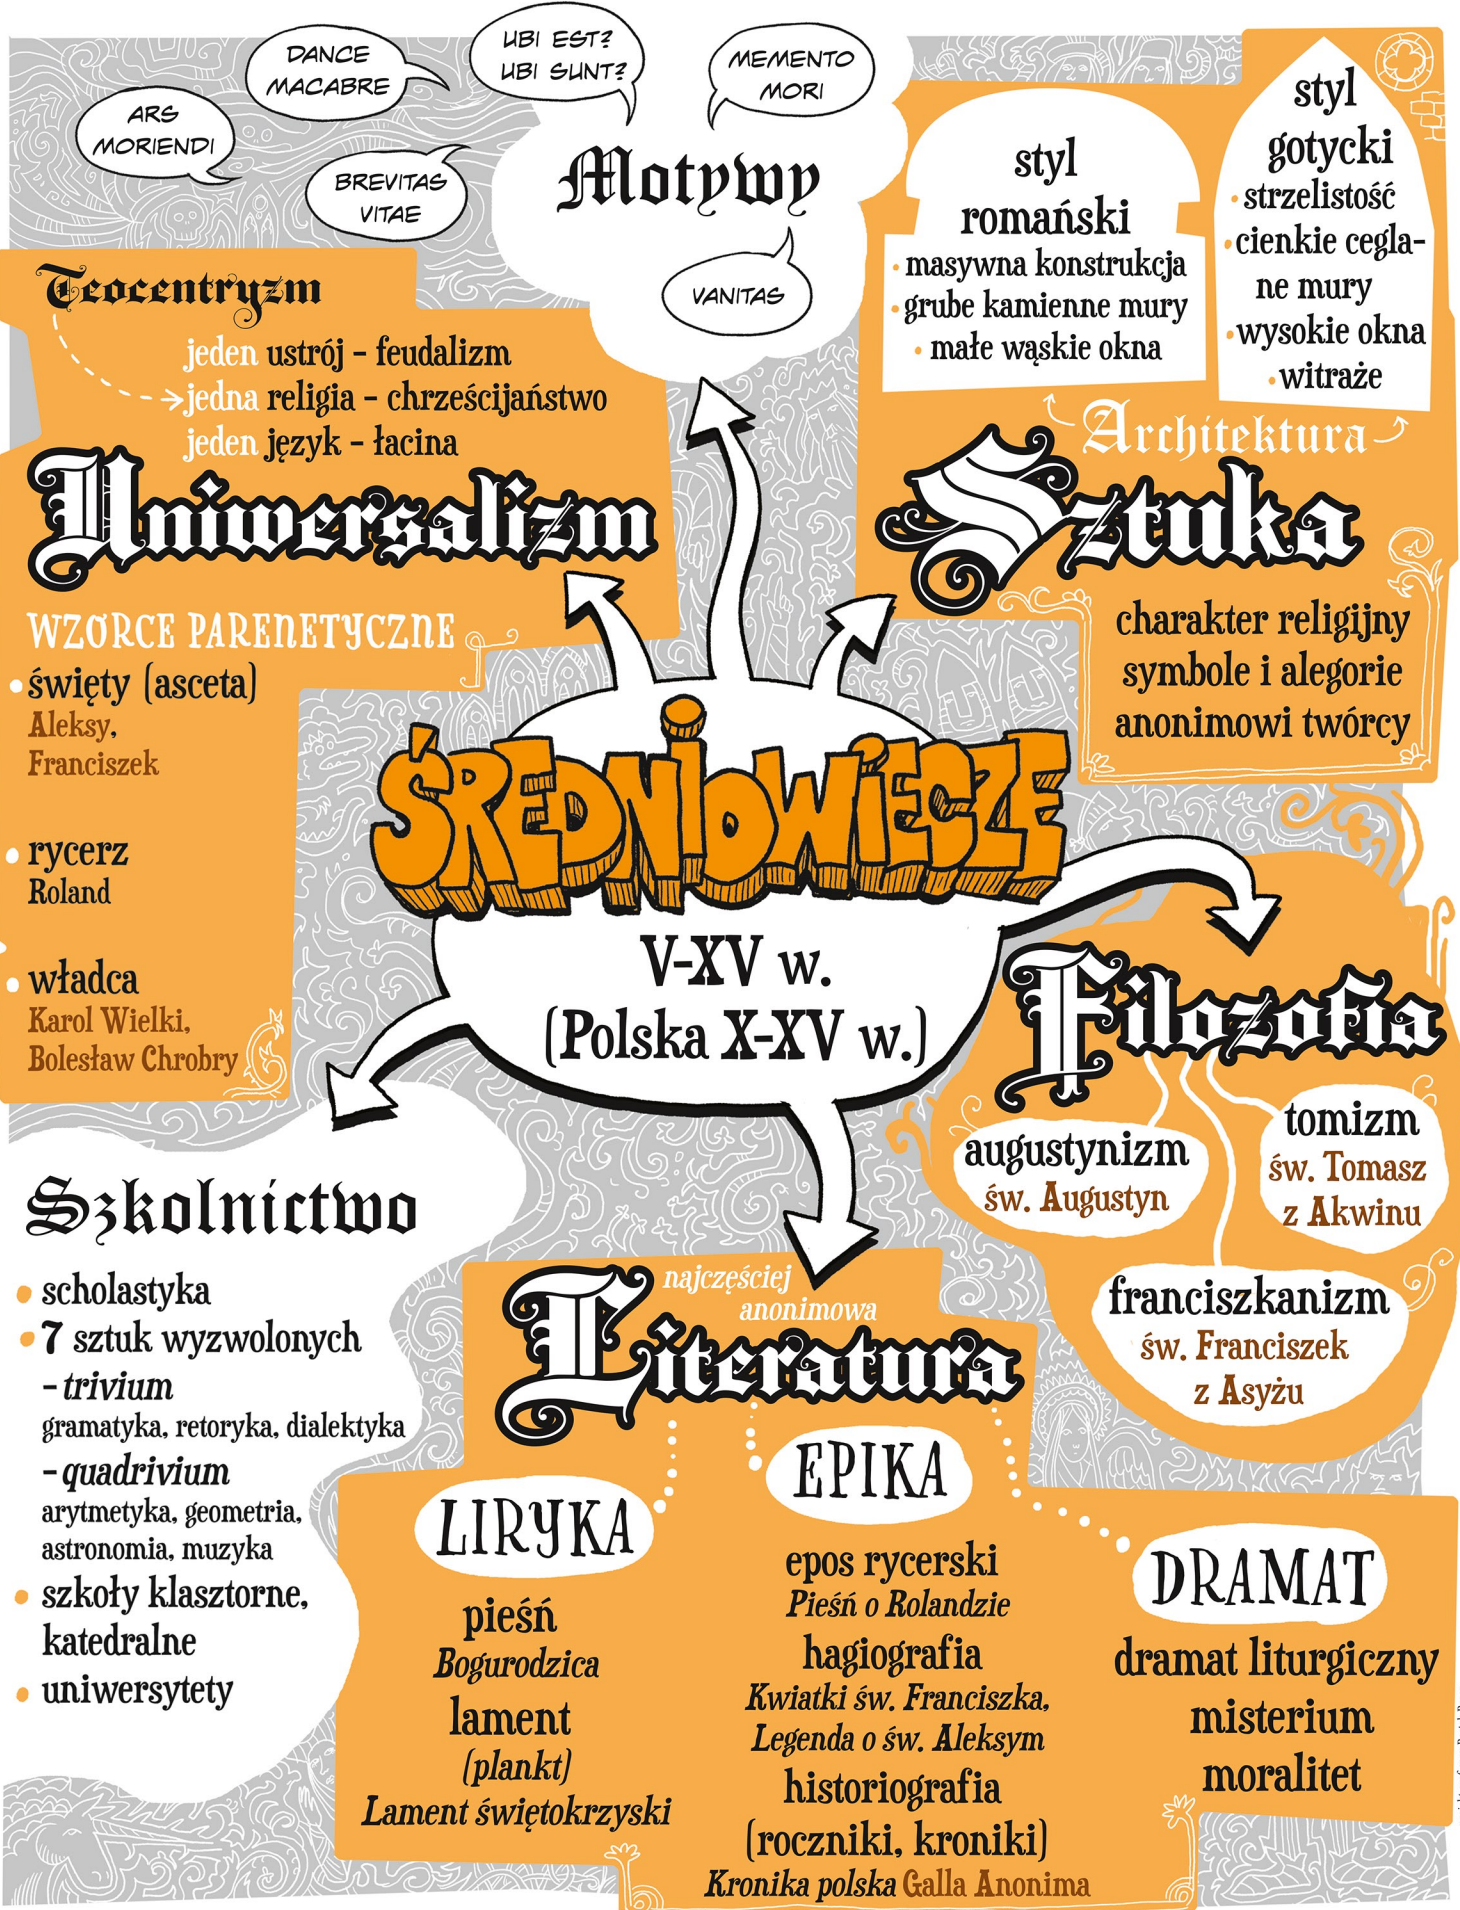 ARS
MORIENDI
DANCE
MACABRE
UBI EST?
UBI SUNT?
MEMENTO
MORI
BREVITAS
VITAE
Motywy
VANITAS
styl
romański
• masywna konstrukcja
• grube kamienne mury
• małe wąskie okna
styl
gotycki
• strzelistość
• cienkie cegla-
ne mury
• wysokie okna
• witraże
Architektura
Sztuka
charakter religijny
symbole i alegorie
anonimowi twórcy
Teocentryzm
jeden ustrój – feudalizm
jedna religia – chrześcijaństwo
jeden język – łacina
Uniwersalizm
WZORCE PARENETYCZNE
• święty (asceta)
Aleksy,
Franciszek
• rycerz
Roland
• władca
Karol Wielki,
Bolesław Chrobry
ŚREDNIOWIECZE
V–XV w.
(Polska X–XV w.)
Filozofia
augustynizm
św. Augustyn
tomizm
św. Tomasz
z Akwinu
franciszkanizm
św. Franciszek
z Asyżu
Szkolnictwo
• scholastyka
• 7 sztuk wyzwolonych
– trivium
gramatyka, retoryka, dialektyka
– quadrivium
arytmetyka, geometria,
astronomia, muzyka
• szkoły klasztorne,
katedralne
• uniwersytety
najczęściej
anonimowa
Literatura
LIRYKA
pieśń
Bogurodzica
lament
(plankt)
Lament świętokrzyski
EPIKA
epos rycerski
Pieśń o Rolandzie
hagiografia
Kwiatki św. Franciszka,
Legenda o św. Aleksym
historiografia
(roczniki, kroniki)
Kronika polska Galla Anonima
DRAMAT
dramat liturgiczny
misterium
moralitet